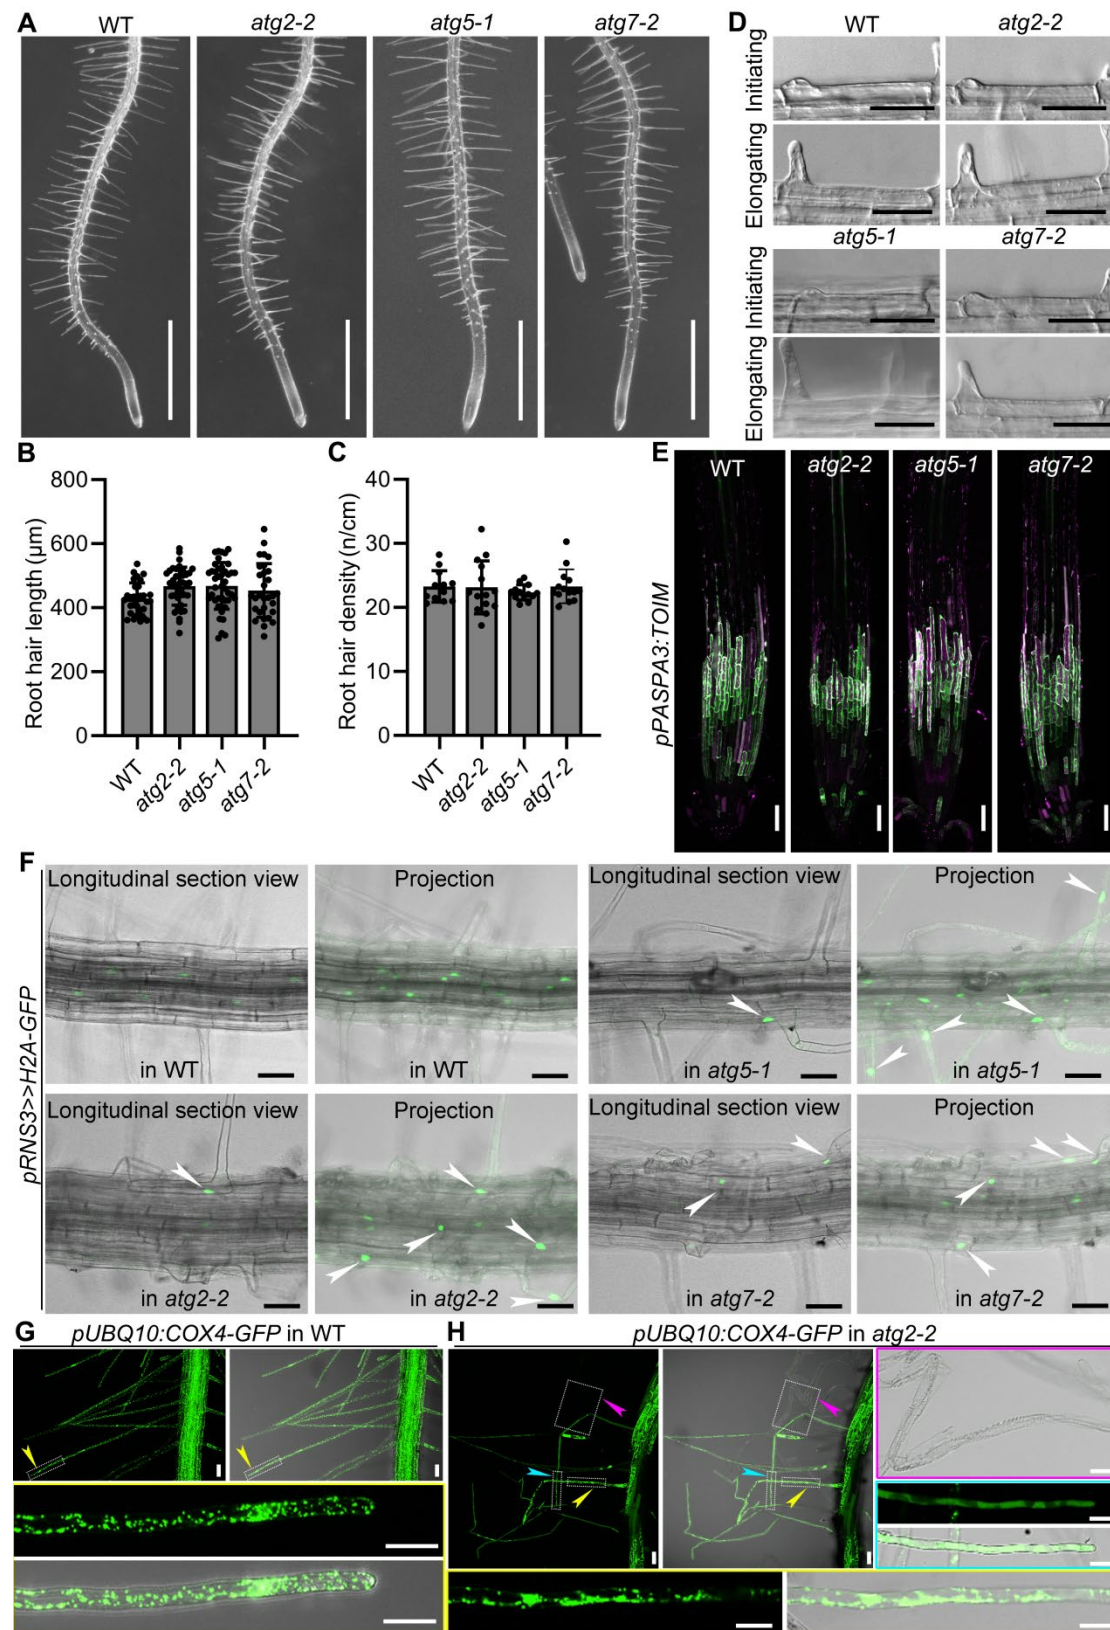 A
WT
atg2-2
atg5-1
atg7-2
D
WT
atg2-2
Initiating
Elongating
atg5-1
atg7-2
Initiating
Elongating
B
Root hair length (µm)
800
600
400
200
0
WT
atg2-2
atg5-1
atg7-2
C
Root hair density (n/cm)
40
30
20
10
0
WT
atg2-2
atg5-1
atg7-2
E
WT
atg2-2
atg5-1
atg7-2
pPASPA3:TOIM
F
pRNS3>>H2A-GFP
Longitudinal section view
Projection
Longitudinal section view
Projection
in WT
in WT
in atg5-1
in atg5-1
Longitudinal section view
Projection
Longitudinal section view
Projection
in atg2-2
in atg2-2
in atg7-2
in atg7-2
G
pUBQ10:COX4-GFP in WT
H
pUBQ10:COX4-GFP in atg2-2